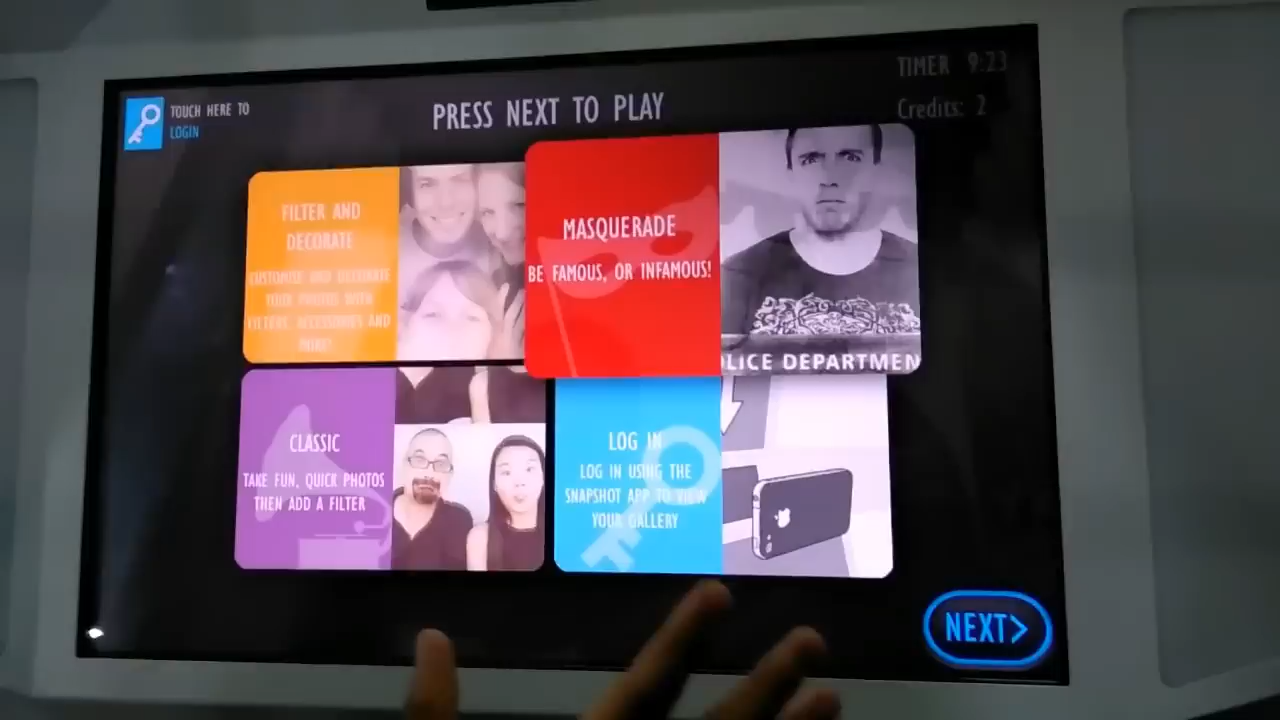 TIMER 9:23
TOUCH HERE TO
LOGIN
PRESS NEXT TO PLAY
Credits: 2
FILTER AND
DECORATE
CUSTOMIZE AND DECORATE
YOUR PHOTOS WITH
FILTERS, ACCESSORIES AND
MORE!
MASQUERADE
BE FAMOUS, OR INFAMOUS!
LICE DEPARTMEN
CLASSIC
TAKE FUN, QUICK PHOTOS
THEN ADD A FILTER
LOG IN
LOG IN USING THE
SNAPSHOT APP TO VIEW
YOUR GALLERY
NEXT>